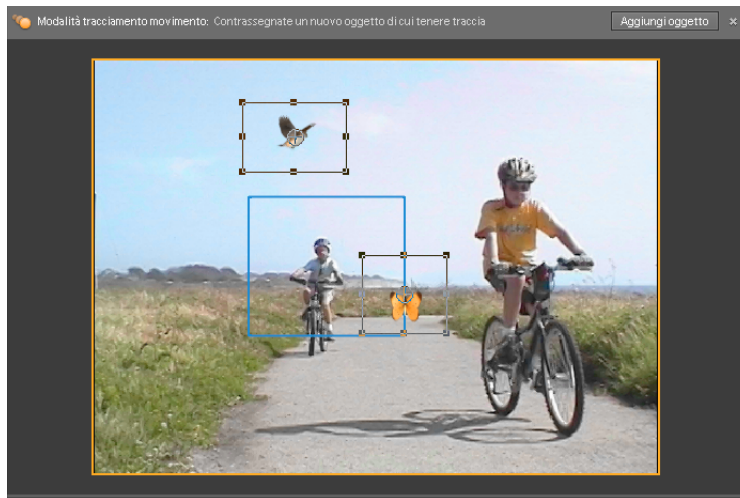 Modalità tracciamento movimento: Contrassegnate un nuovo oggetto di cui tenere traccia
Aggiungi oggetto ×